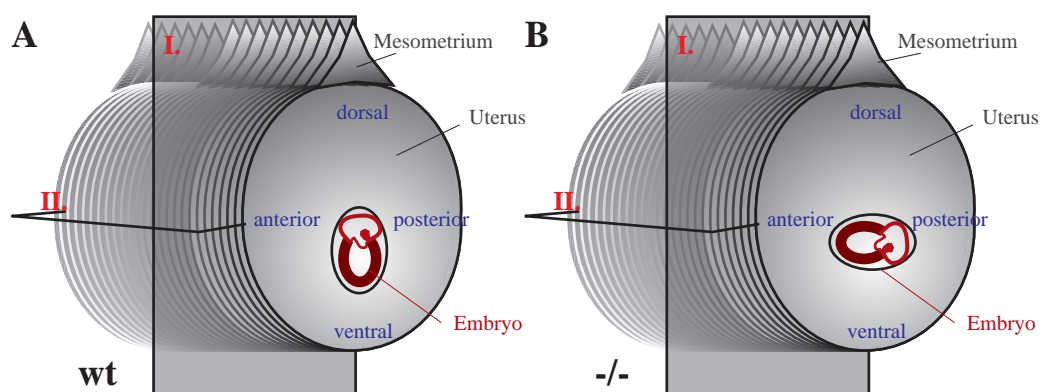 A
I.
Mesometrium
dorsal
Uterus
II.
anterior
posterior
Embryo
ventral
wt
B
I.
Mesometrium
dorsal
Uterus
II.
anterior
posterior
Embryo
ventral
-/-